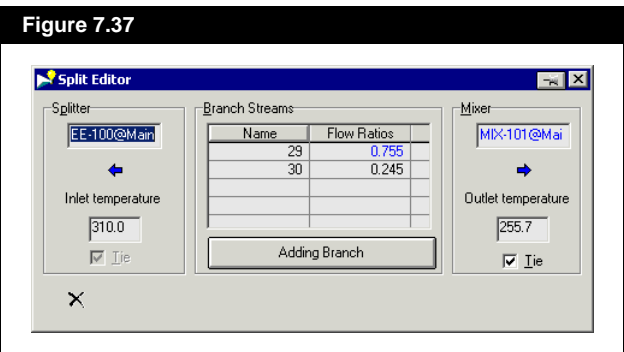 Figure 7.37
Split Editor
Splitter
EE-100@Main
Inlet temperature
310.0
Tie
Branch Streams
Name Flow Ratios
29 0.755
30 0.245
Adding Branch
Mixer
MIX-101@Mai
Outlet temperature
255.7
Tie